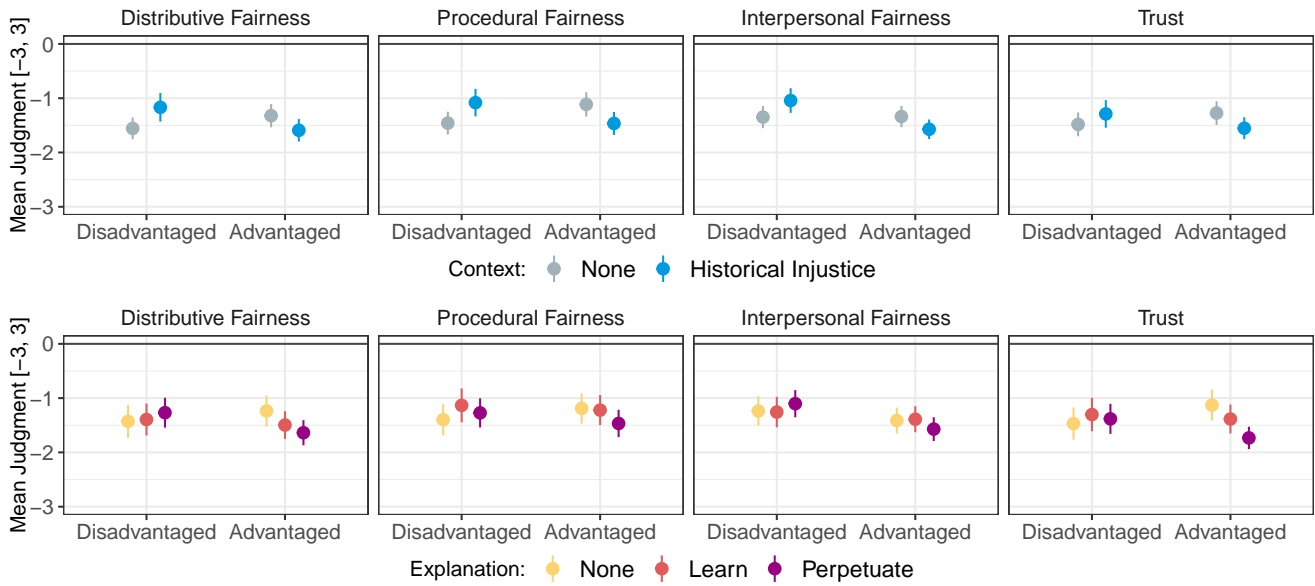 Distributive Fairness Procedural Fairness Interpersonal Fairness Trust
Mean Judgment [−3, 3]
0
−1
−2
−3
Disadvantaged Advantaged Disadvantaged Advantaged Disadvantaged Advantaged Disadvantaged Advantaged
Context: None Historical Injustice
Distributive Fairness Procedural Fairness Interpersonal Fairness Trust
Mean Judgment [−3, 3]
0
−1
−2
−3
Disadvantaged Advantaged Disadvantaged Advantaged Disadvantaged Advantaged Disadvantaged Advantaged
Explanation: None Learn Perpetuate